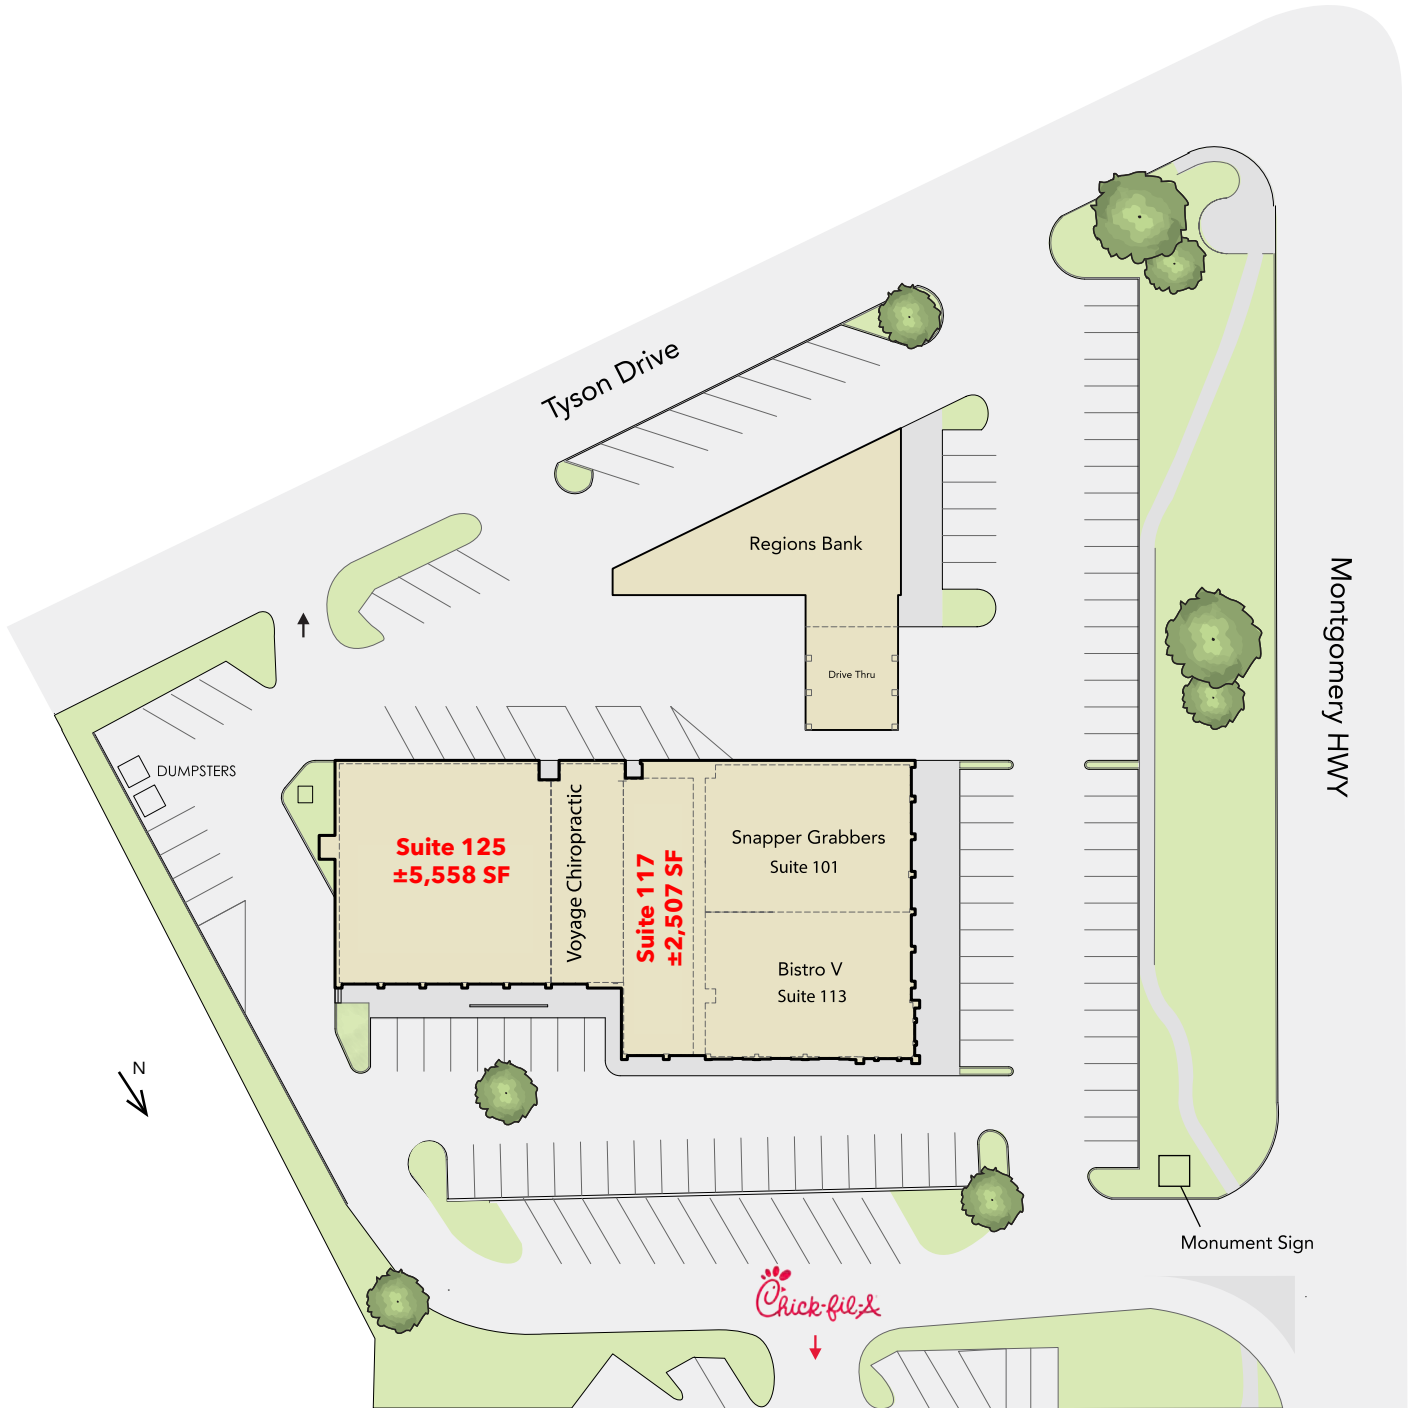 Tyson Drive
Regions Bank
Drive Thru
Montgomery HWY
DUMPSTERS
Suite 125
±5,558 SF
Voyage Chiropractic
Suite 117
±2,507 SF
Snapper Grabbers
Suite 101
Bistro V
Suite 113
N
Monument Sign
Chick-fil-A